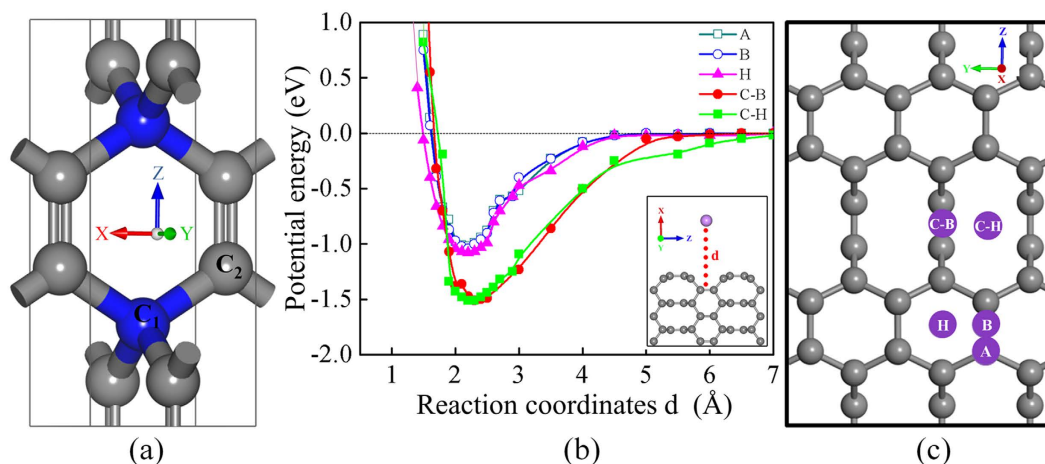 Z
X
Y
C₂
C₁
(a)
1.0
0.5
0.0
-0.5
-1.0
-1.5
-2.0
Potential energy (eV)
A
B
H
C-B
C-H
X
Y
Z
d
1 2 3 4 5 6 7
Reaction coordinates d (Å)
(b)
Z
Y
X
C-B C-H
H B
A
(c)